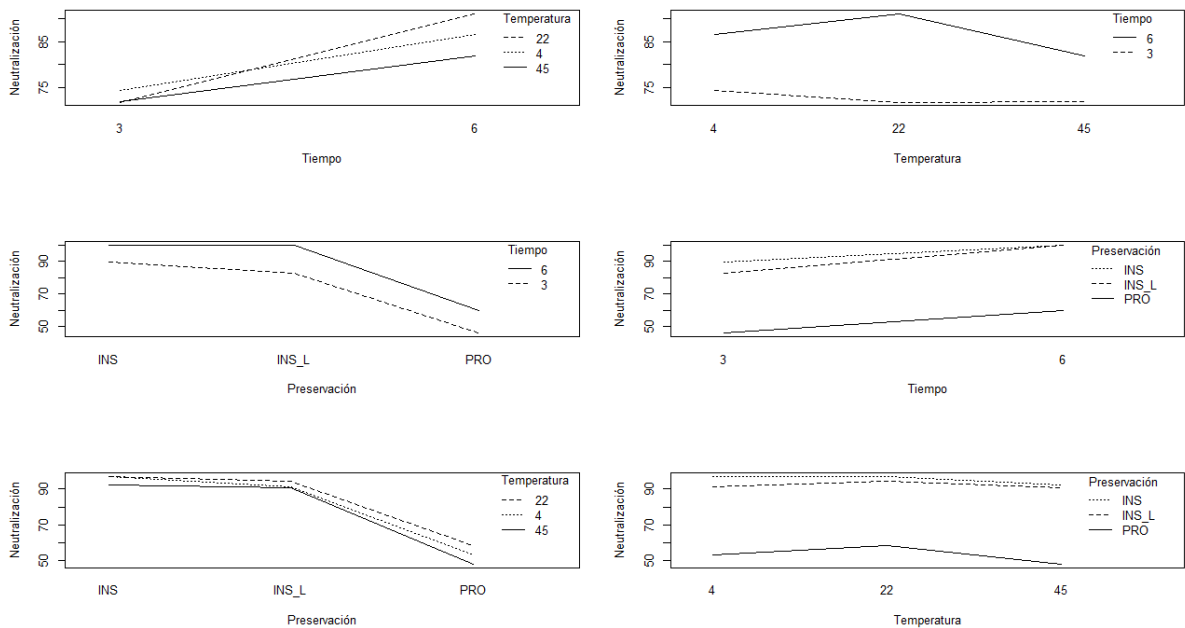 Neutralización
85
75
3
6
Tiempo
Temperatura
22
4
45
Neutralización
85
75
4
22
45
Temperatura
Tiempo
6
3
Neutralización
90
70
50
INS
INS_L
PRO
Preservación
Tiempo
6
3
Neutralización
90
70
50
3
6
Tiempo
Preservación
INS
INS_L
PRO
Neutralización
90
70
50
INS
INS_L
PRO
Preservación
Temperatura
22
4
45
Neutralización
90
70
50
4
22
45
Temperatura
Preservación
INS
INS_L
PRO